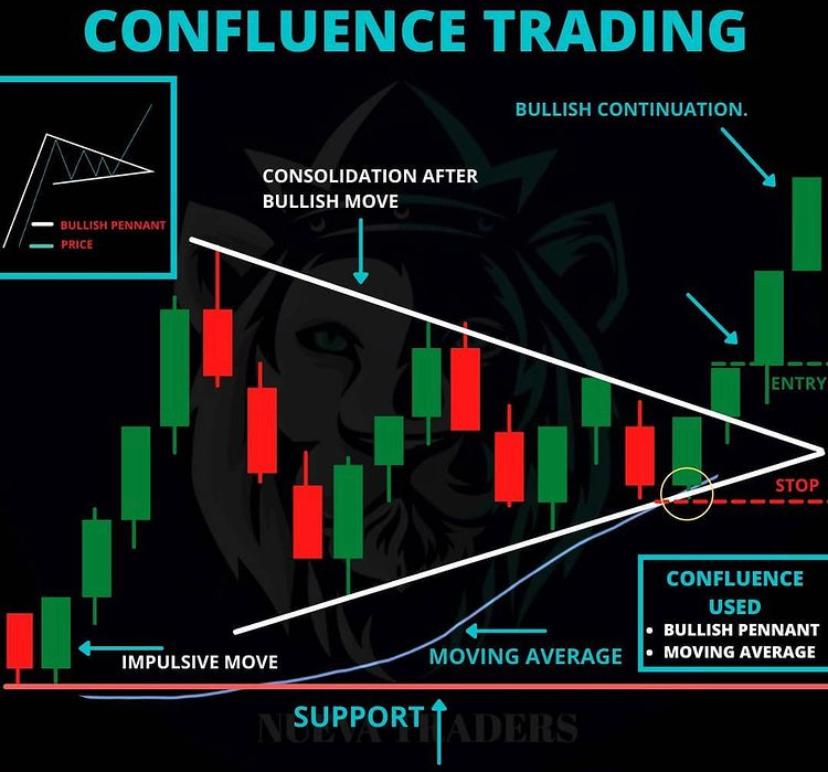 CONFLUENCE TRADING
BULLISH CONTINUATION.
CONSOLIDATION AFTER
BULLISH MOVE
BULLISH PENNANT
PRICE
ENTRY
STOP
CONFLUENCE
USED
• BULLISH PENNANT
• MOVING AVERAGE
IMPULSIVE MOVE
MOVING AVERAGE
SUPPORT
NUEVA TRADERS